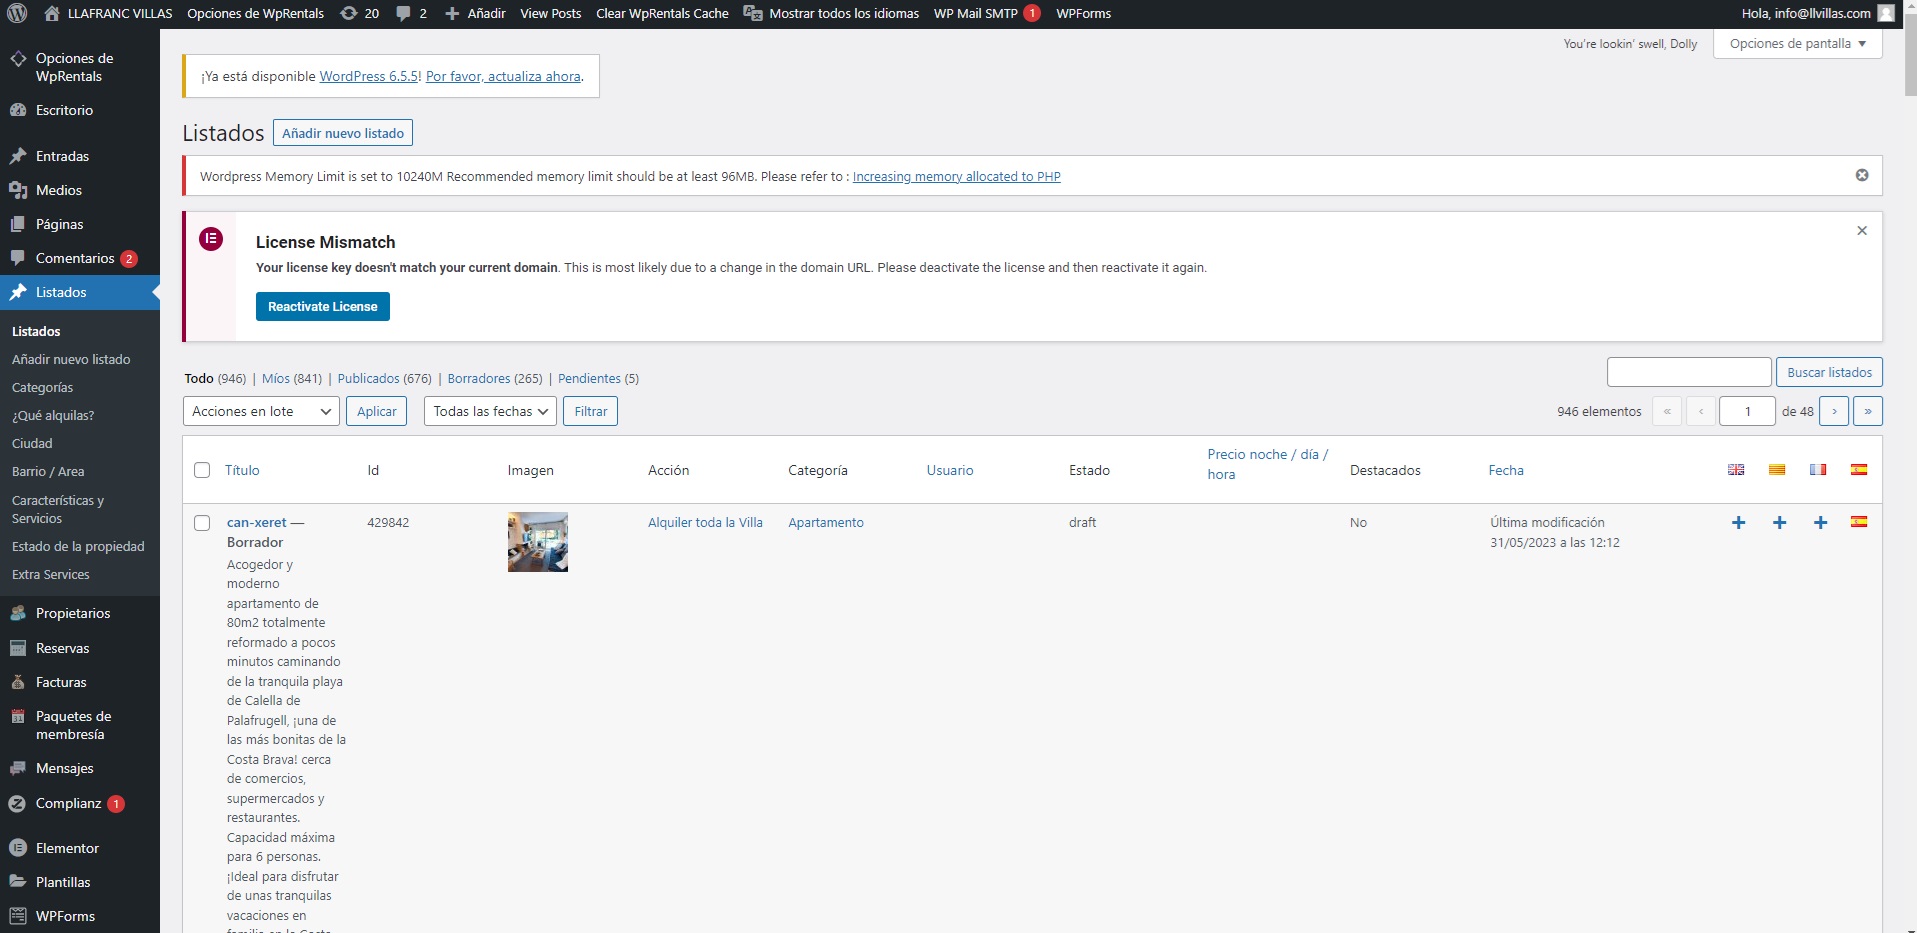 LLAFRANC VILLAS Opciones de WpRentals 20 2 Añadir View Posts Clear WpRentals Cache Mostrar todos los idiomas WP Mail SMTP 1 WPForms Hola, info@llvillas.com
Opciones de
WpRentals
Escritorio
Entradas
Medios
Páginas
Comentarios 2
Listados
Listados
Añadir nuevo listado
Categorías
¿Qué alquilas?
Ciudad
Barrio / Area
Características y
Servicios
Estado de la propiedad
Extra Services
Propietarios
Reservas
Facturas
Paquetes de
membresía
Mensajes
Complianz 1
Elementor
Plantillas
WPForms
You're lookin' swell, Dolly
Opciones de pantalla
¡Ya está disponible WordPress 6.5.5! Por favor, actualiza ahora.
Listados Añadir nuevo listado
Wordpress Memory Limit is set to 10240M Recommended memory limit should be at least 96MB. Please refer to : Increasing memory allocated to PHP
License Mismatch
Your license key doesn't match your current domain. This is most likely due to a change in the domain URL. Please deactivate the license and then reactivate it again.
Reactivate License
Todo (946) | Míos (841) | Publicados (676) | Borradores (265) | Pendientes (5)
Buscar listados
Acciones en lote Aplicar Todas las fechas Filtrar
946 elementos « ‹ 1 de 48 › »
Título Id Imagen Acción Categoría Usuario Estado Precio noche / día /
hora Destacados Fecha
can-xeret —
Borrador
429842 Alquiler toda la Villa Apartamento draft No Última modificación
31/05/2023 a las 12:12
Acogedor y
moderno
apartamento de
80m2 totalmente
reformado a pocos
minutos caminando
de la tranquila playa
de Calella de
Palafrugell, ¡una de
las más bonitas de la
Costa Brava! cerca
de comercios,
supermercados y
restaurantes.
Capacidad máxima
para 6 personas.
¡Ideal para disfrutar
de unas tranquilas
vacaciones en
familia en la Costa